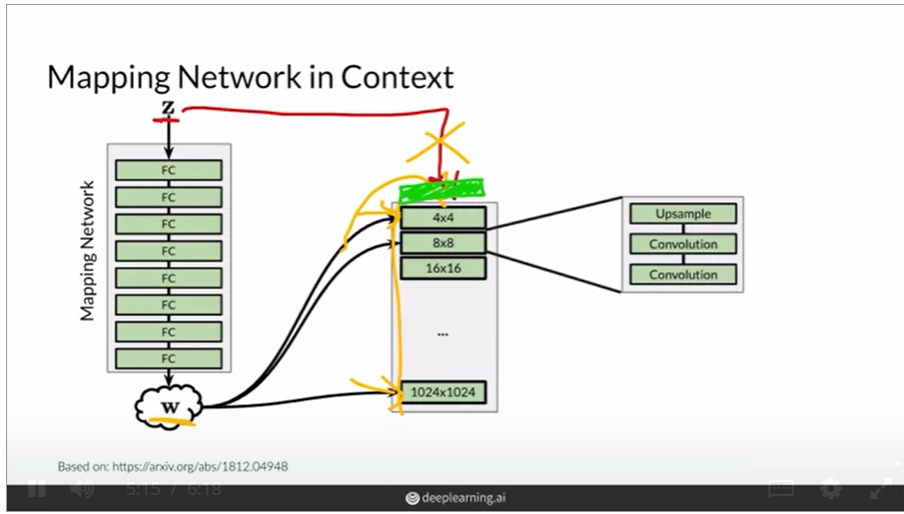 Mapping Network in Context
z
Mapping Network
FC
FC
FC
FC
FC
FC
FC
FC
w
4x4
8x8
16x16
...
1024x1024
Upsample
Convolution
Convolution
Based on: https://arxiv.org/abs/1812.04948
5:15 / 6:18
deeplearning.ai